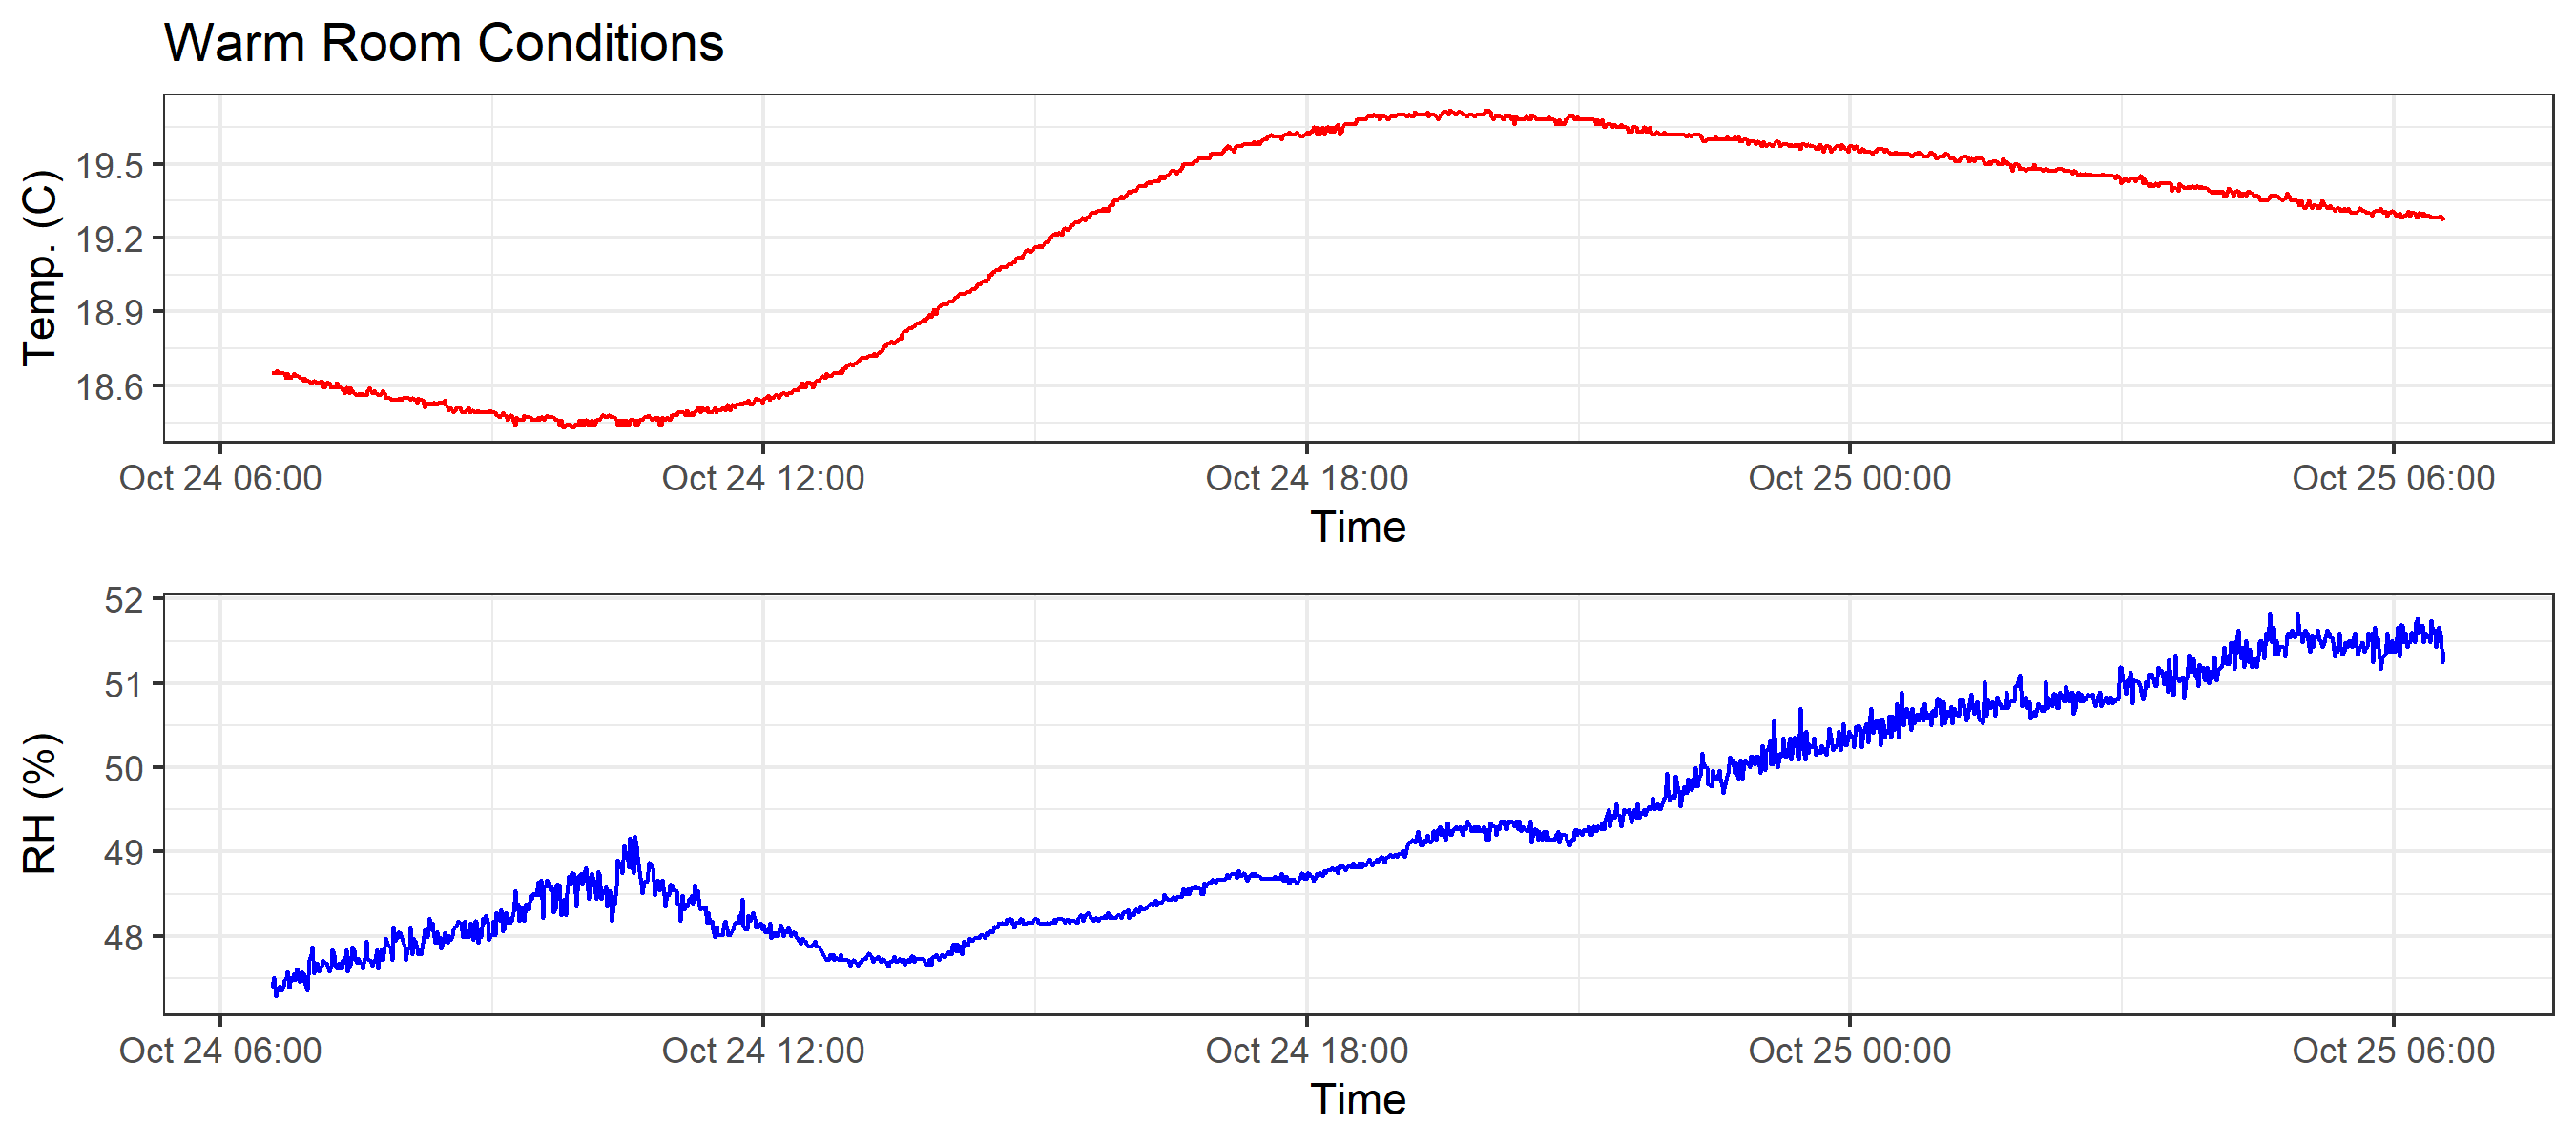 Warm Room Conditions
Temp. (C)
19.5
19.2
18.9
18.6
Oct 24 06:00 Oct 24 12:00 Oct 24 18:00 Oct 25 00:00 Oct 25 06:00
Time
RH (%)
52
51
50
49
48
Oct 24 06:00 Oct 24 12:00 Oct 24 18:00 Oct 25 00:00 Oct 25 06:00
Time